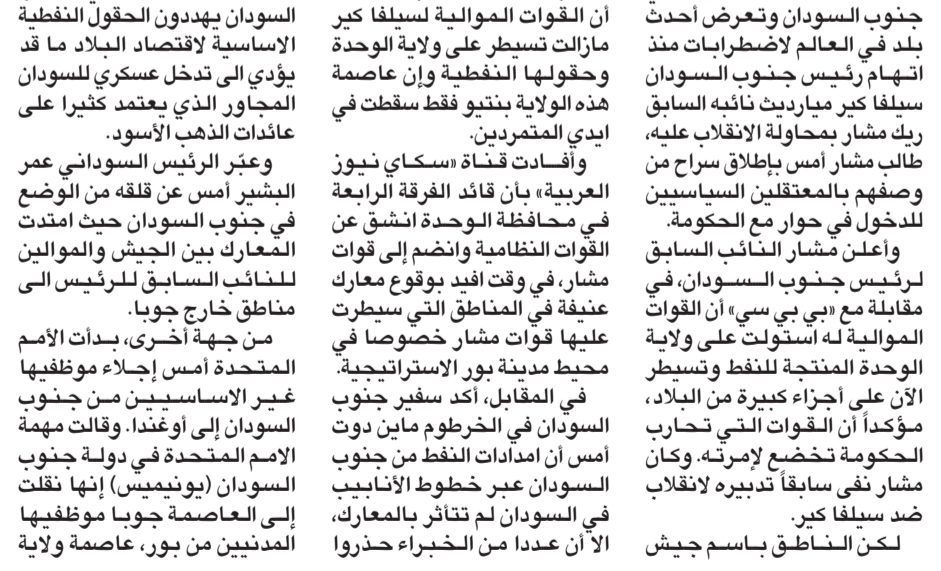 جنوب السودان وتعرض أحدث
بلد في العالم لاضطرابات منذ
اتهام رئيس جنوب السودان
سيلفا كير ميارديت نائبه السابق
ريك مشار بمحاولة الانقلاب عليه،
طالب مشار أمس بإطلاق سراح من
وصفهم بالمعتقلين السياسيين
للدخول في حوار مع الحكومة.
وأعلن مشار النائب السابق
لرئيس جنوب السودان، في
مقابلة مع «بي بي سي» أن القوات
الموالية له استولت على ولاية
الوحدة المنتجة للنفط وتسيطر
الآن على أجزاء كبيرة من البلاد،
مؤكداً أن القوات التي تحارب
الحكومة تخضع لإمرته. وكان
مشار نفى سابقاً تدبيره لانقلاب
ضد سيلفا كير.
لكن الناطق باسم جيش
أن القوات الموالية لسيلفا كير
مازالت تسيطر على ولاية الوحدة
وحقولها النفطية وإن عاصمة
هذه الولاية بنتيو فقط سقطت في
ايدي المتمردين.
وأفادت قناة «سكاي نيوز
العربية» بأن قائد الفرقة الرابعة
في محافظة الوحدة انشق عن
القوات النظامية وانضم إلى قوات
مشار، في وقت افيد بوقوع معارك
عنيفة في المناطق التي سيطرت
عليها قوات مشار خصوصا في
محيط مدينة بور الاستراتيجية.
في المقابل، أكد سفير جنوب
السودان في الخرطوم ماين دوت
أمس أن امدادات النفط من جنوب
السودان عبر خطوط الأنابيب
في السودان لم تتأثر بالمعارك،
الا أن عددا من الخبراء حذروا
السودان يهددون الحقول النفطية
الاساسية لاقتصاد البلاد ما قد
يؤدي الى تدخل عسكري للسودان
المجاور الذي يعتمد كثيرا على
عائدات الذهب الأسود.
وعبّر الرئيس السوداني عمر
البشير أمس عن قلقه من الوضع
في جنوب السودان حيث امتدت
المعارك بين الجيش والموالين
للنائب السابق للرئيس الى
مناطق خارج جوبا.
من جهة أخرى، بدأت الأمم
المتحدة أمس إجلاء موظفيها
غير الاساسيين من جنوب
السودان إلى أوغندا. وقالت مهمة
الامم المتحدة في دولة جنوب
السودان (يونيميس) إنها نقلت
إلى العاصمة جوبا موظفيها
المدنيين من بور، عاصمة ولاية